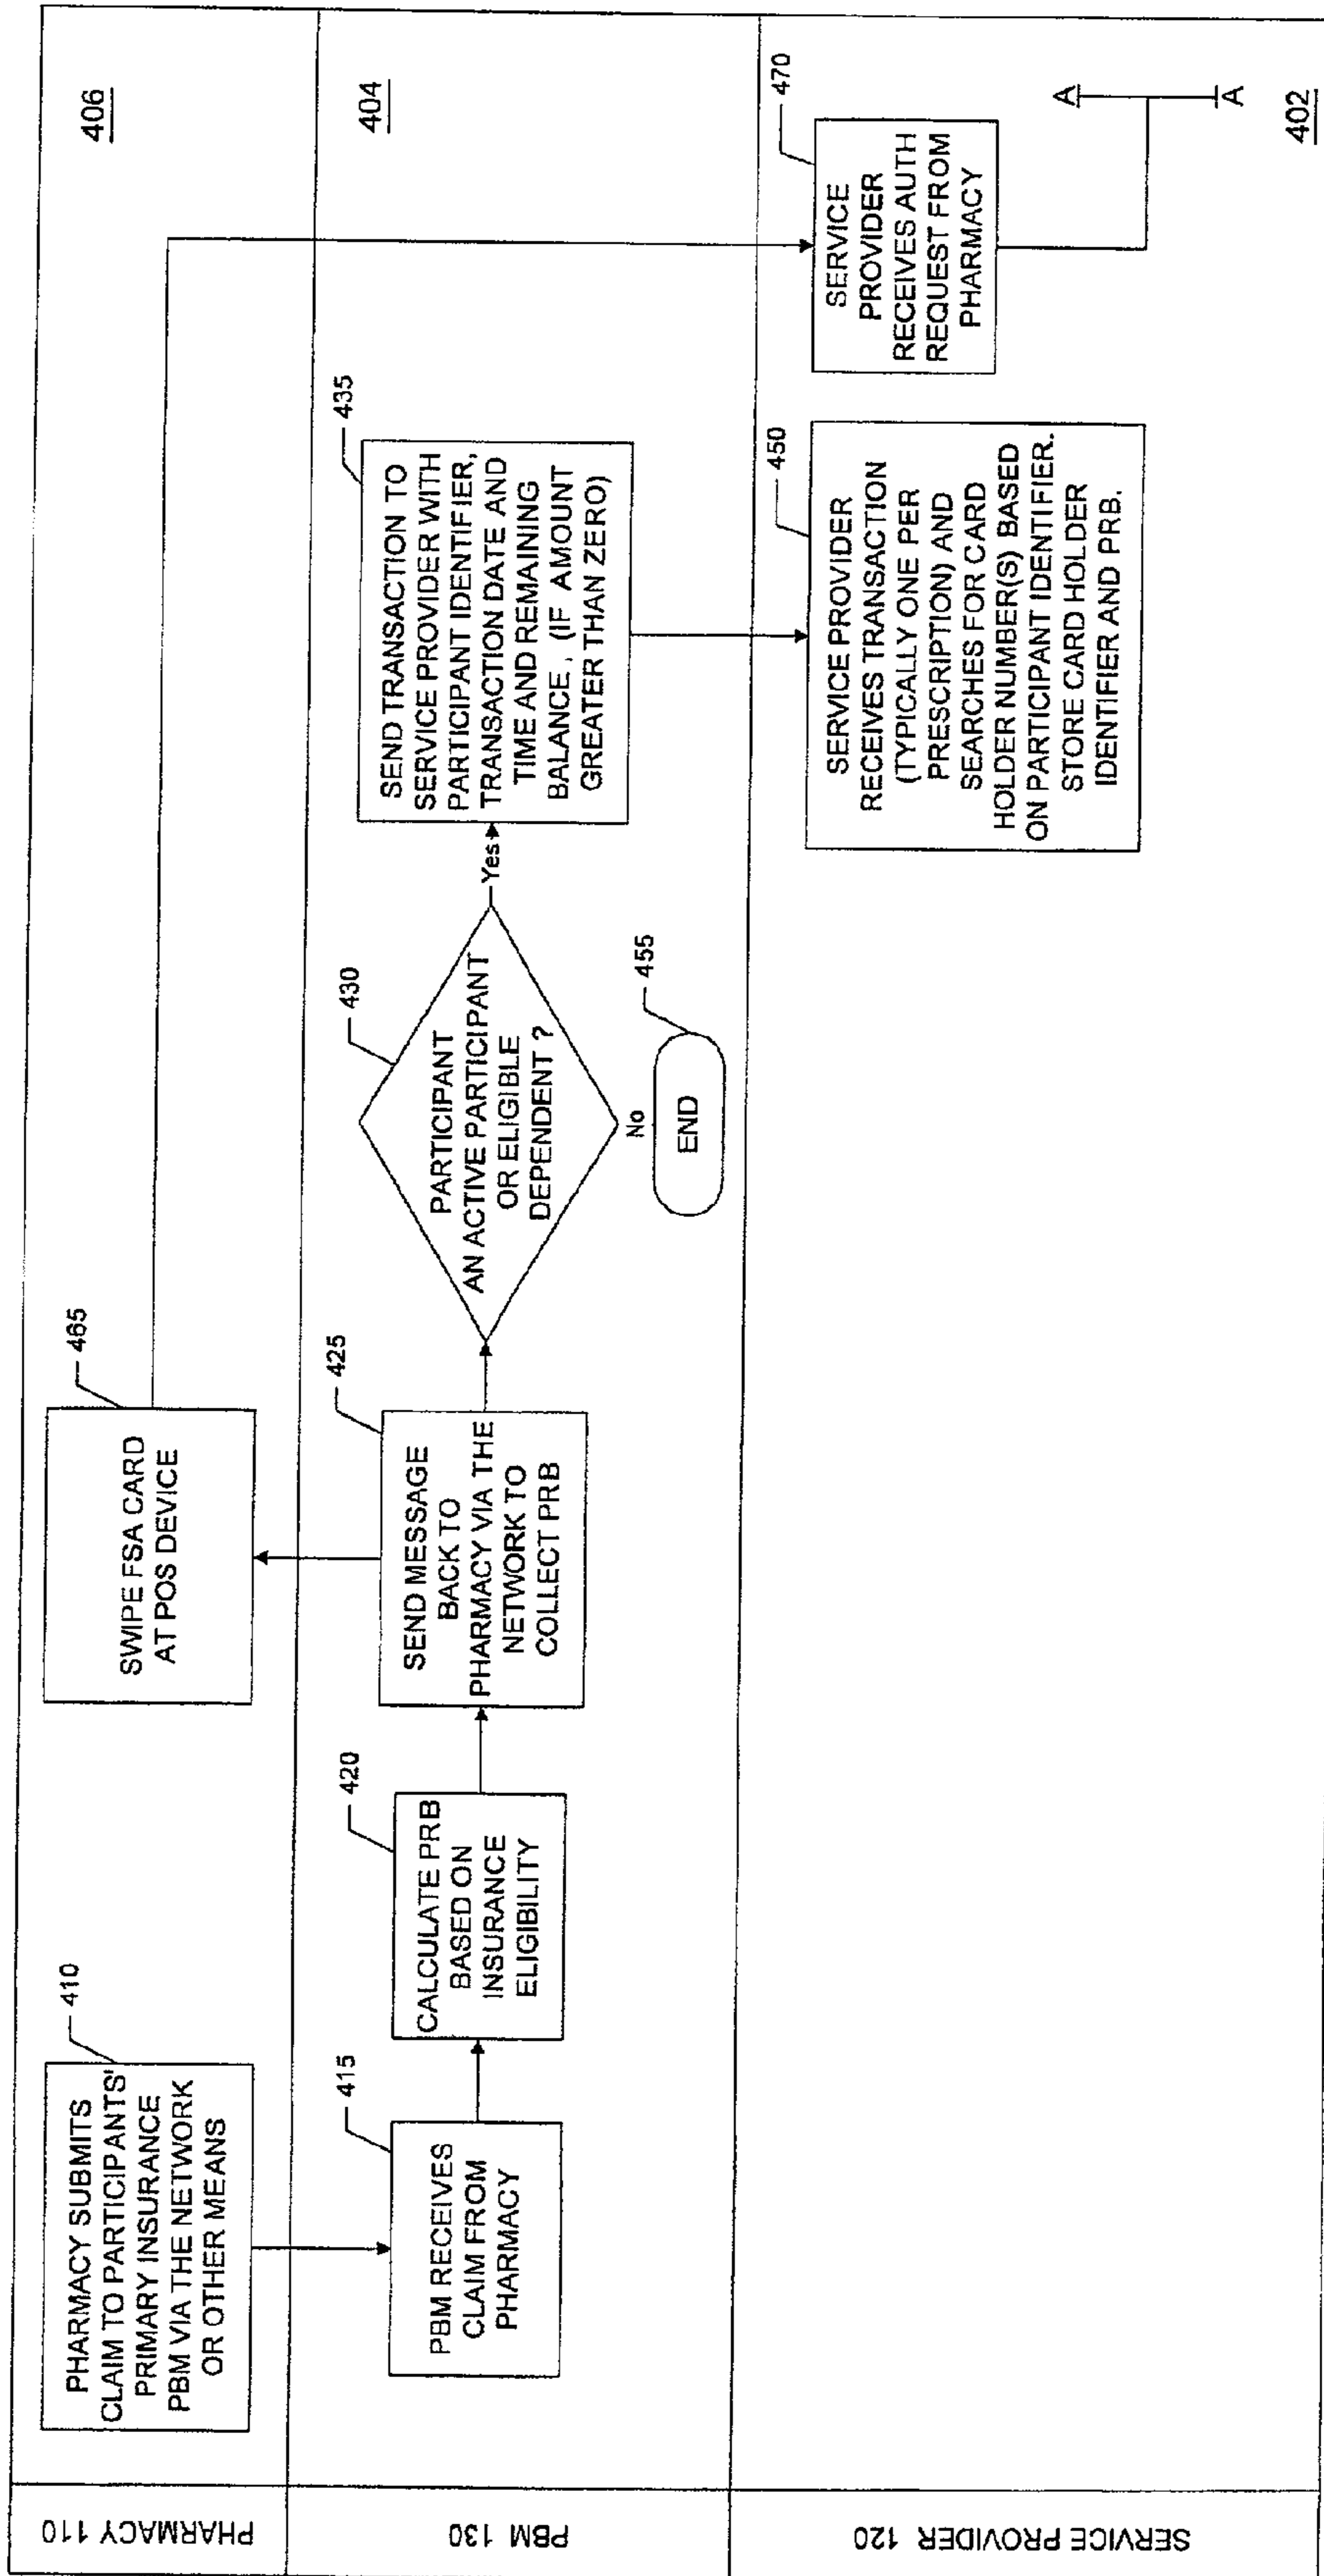 PHARMACY 110
406
410
PHARMACY SUBMITS
CLAIM TO PARTICIPANTS'
PRIMARY INSURANCE
PBM VIA THE NETWORK
OR OTHER MEANS
465
SWIPE FSA CARD
AT POS DEVICE
PBM 130
404
415
PBM RECEIVES
CLAIM FROM
PHARMACY
420
CALCULATE PRB
BASED ON
INSURANCE
ELIGIBILITY
425
SEND MESSAGE
BACK TO
PHARMACY VIA THE
NETWORK TO
COLLECT PRB
430
PARTICIPANT
AN ACTIVE PARTICIPANT
OR ELIGIBLE
DEPENDENT ?
Yes
No
455
END
435
SEND TRANSACTION TO
SERVICE PROVIDER WITH
PARTICIPANT IDENTIFIER,
TRANSACTION DATE AND
TIME AND REMAINING
BALANCE. (IF AMOUNT
GREATER THAN ZERO)
SERVICE PROVIDER 120
450
SERVICE PROVIDER
RECEIVES TRANSACTION
(TYPICALLY ONE PER
PRESCRIPTION) AND
SEARCHES FOR CARD
HOLDER NUMBER(S) BASED
ON PARTICIPANT IDENTIFIER.
STORE CARD HOLDER
IDENTIFIER AND PRB.
470
SERVICE
PROVIDER
RECEIVES AUTH
REQUEST FROM
PHARMACY
A
A
402